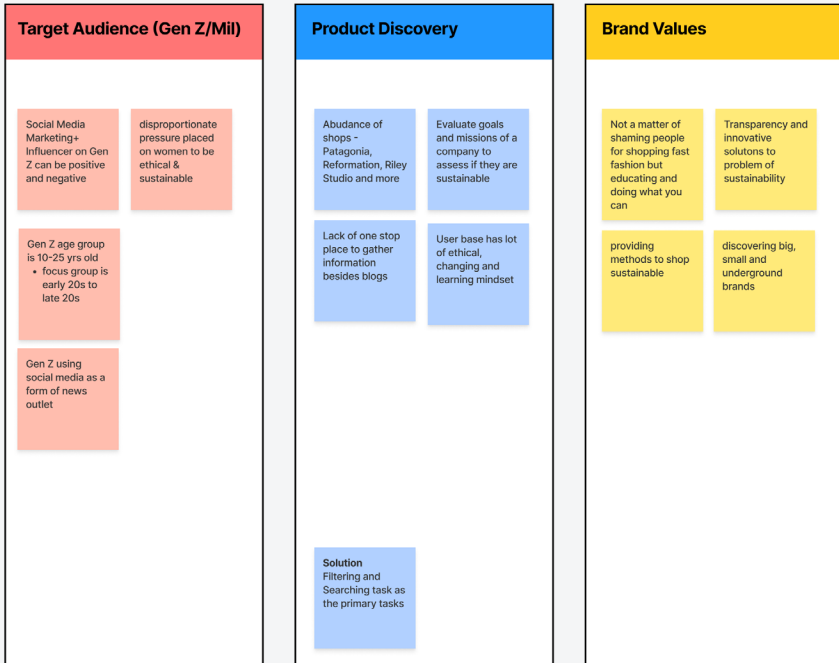 Target Audience (Gen Z/Mil)
Social Media
Marketing+
Influencer on Gen
Z can be positive
and negative
disproportionate
pressure placed
on women to be
ethical &
sustainable
Gen Z age group
is 10-25 yrs old
• focus group is
early 20s to
late 20s
Gen Z using
social media as a
form of news
outlet
Product Discovery
Abudance of
shops -
Patagonia,
Reformation, Riley
Studio and more
Evaluate goals
and missions of a
company to
assess if they are
sustainable
Lack of one stop
place to gather
information
besides blogs
User base has lot
of ethical,
changing and
learning mindset
Solution
Filtering and
Searching task as
the primary tasks
Brand Values
Not a matter of
shaming people
for shopping fast
fashion but
educating and
doing what you
can
Transparency and
innovative
solutons to
problem of
sustainability
providing
methods to shop
sustainable
discovering big,
small and
underground
brands